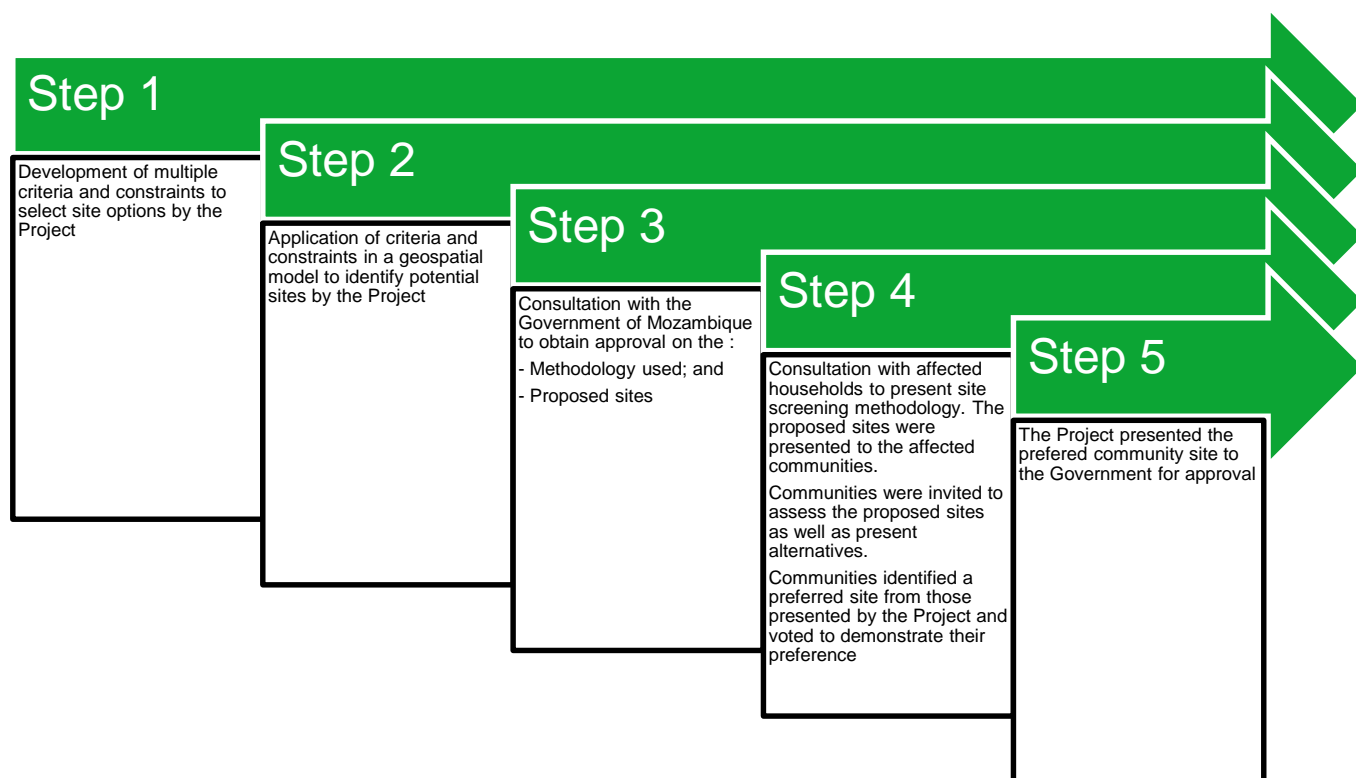 Step 1
Development of multiple
criteria and constraints to
select site options by the
Project
Step 2
Application of criteria and
constraints in a geospatial
model to identify potential
sites by the Project
Step 3
Consultation with the
Government of Mozambique
to obtain approval on the :
- Methodology used; and
- Proposed sites
Step 4
Consultation with affected
households to present site
screening methodology. The
proposed sites were
presented to the affected
communities.
Communities were invited to
assess the proposed sites
as well as present
alternatives.
Communities identified a
preferred site from those
presented by the Project and
voted to demonstrate their
preference
Step 5
The Project presented the
prefered community site to
the Government for approval